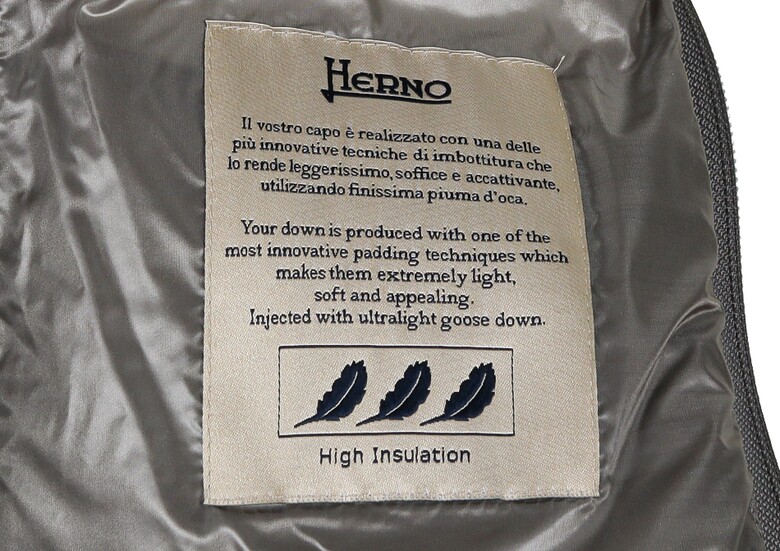 HERNO
Il vostro capo è realizzato con una delle
più innovative tecniche di imbottitura che
lo rende leggerissimo, soffice e accattivante,
utilizzando finissima piuma d'oca.
Your down is produced with one of the
most innovative padding techniques which
makes them extremely light,
soft and appealing.
Injected with ultralight goose down.
High Insulation